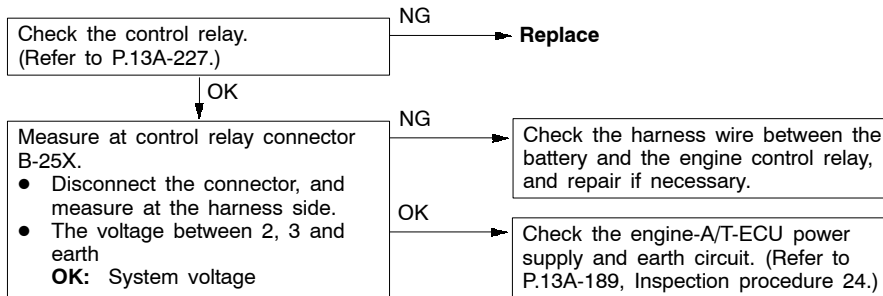 Check the control relay.
(Refer to P.13A-227.)
NG
Replace
OK
Measure at control relay connector
B-25X.
● Disconnect the connector, and
measure at the harness side.
● The voltage between 2, 3 and
earth
OK: System voltage
NG
Check the harness wire between the
battery and the engine control relay,
and repair if necessary.
OK
Check the engine-A/T-ECU power
supply and earth circuit. (Refer to
P.13A-189, Inspection procedure 24.)